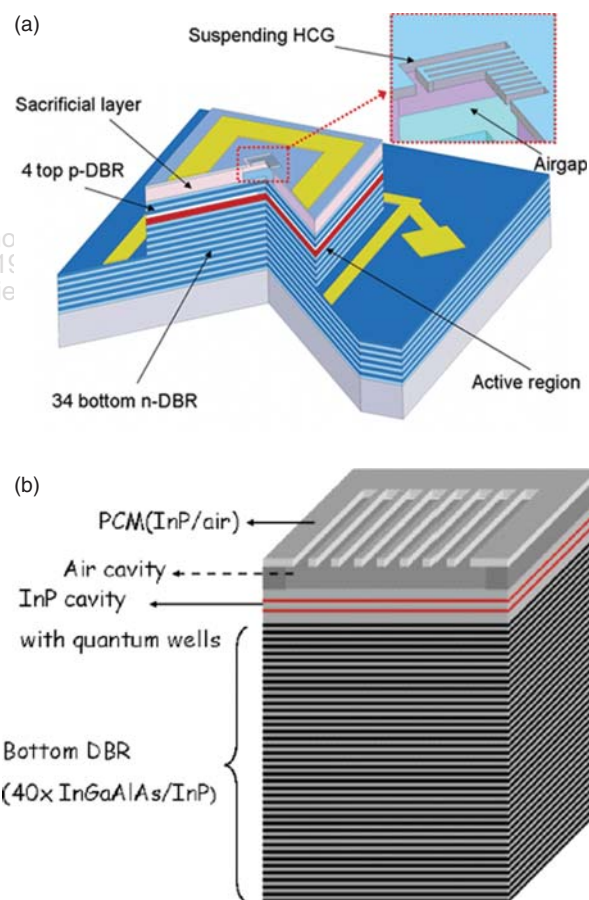 (a)
Suspending HCG
Sacrificial layer
Airgap
4 top p-DBR
34 bottom n-DBR
Active region
(b)
PCM(InP/air)
Air cavity
InP cavity
with quantum wells
Bottom DBR
(40x InGaAlAs/InP)